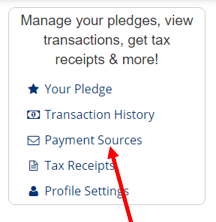 Manage your pledges, view
transactions, get tax
receipts & more!
Your Pledge
Transaction History
Payment Sources
Tax Receipts
Profile Settings